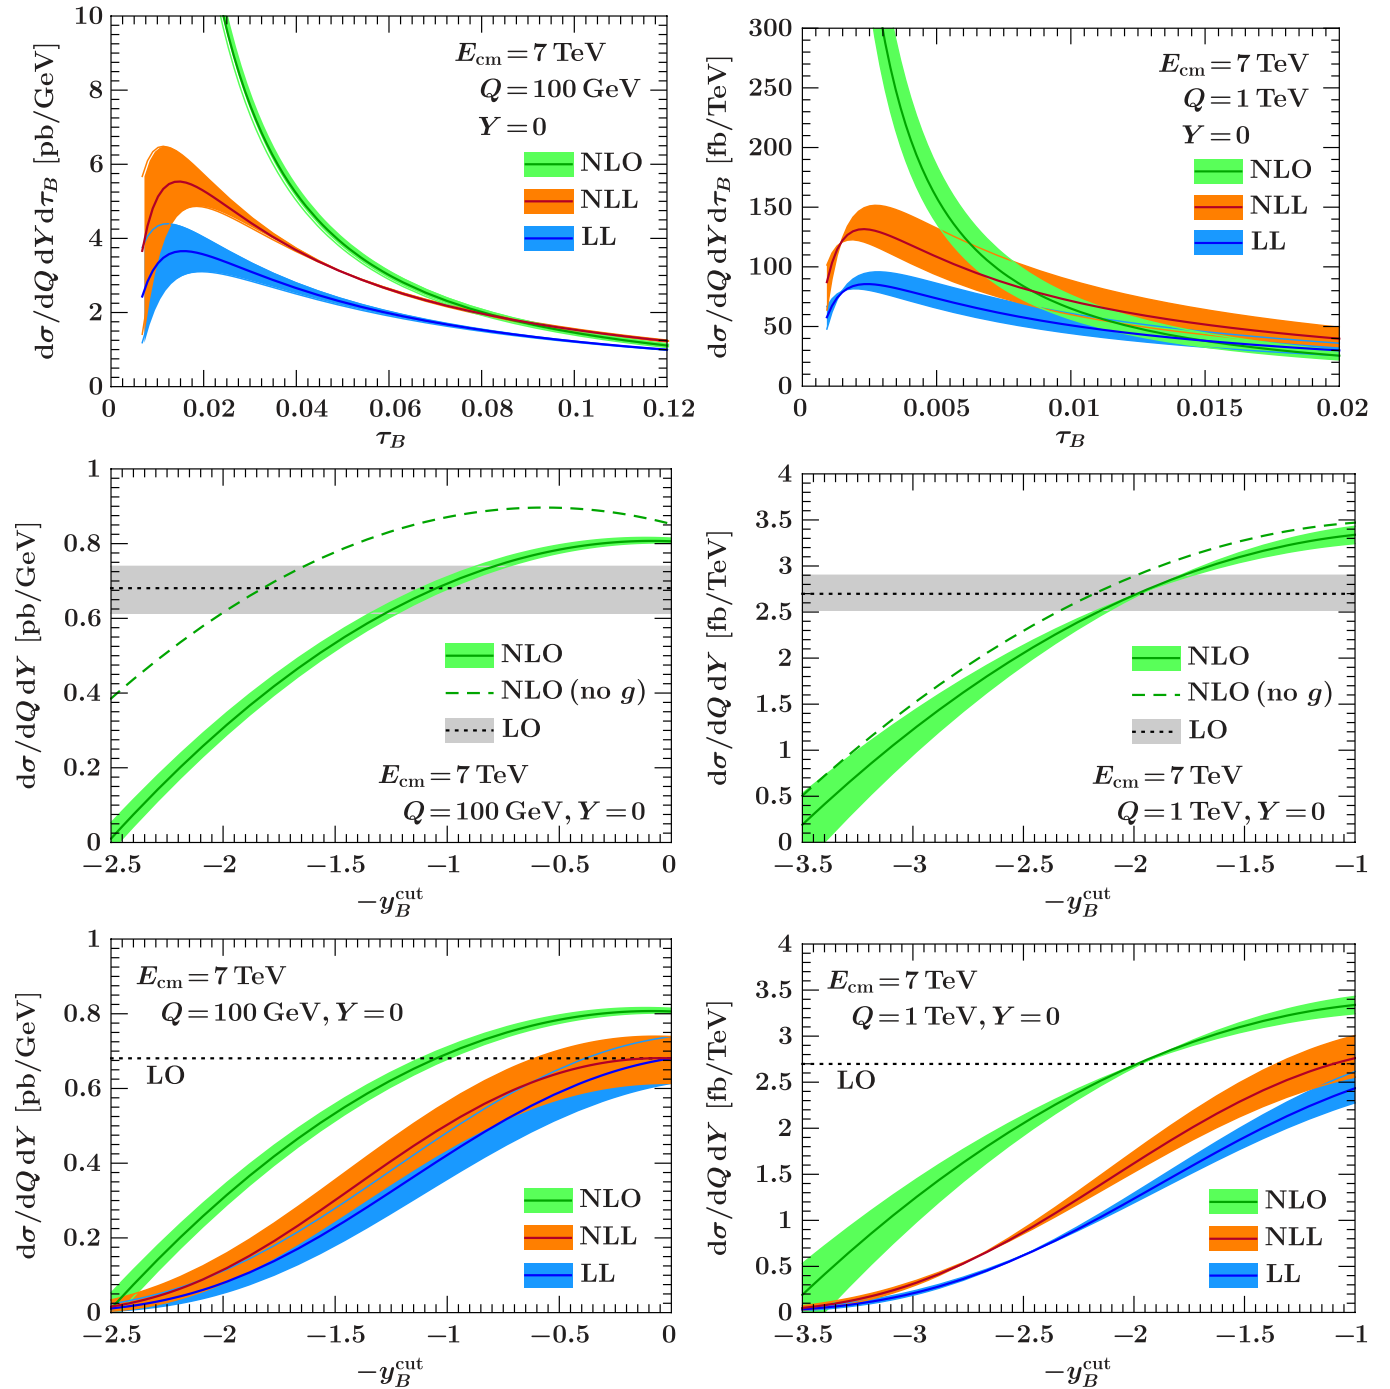 dσ/dQ dY dτ_B [pb/GeV]
10
8
6
4
2
0
E_cm = 7 TeV
Q = 100 GeV
Y = 0
NLO
NLL
LL
0 0.02 0.04 0.06 0.08 0.1 0.12
τ_B
dσ/dQ dY dτ_B [fb/TeV]
300
250
200
150
100
50
0
E_cm = 7 TeV
Q = 1 TeV
Y = 0
NLO
NLL
LL
0 0.005 0.01 0.015 0.02
τ_B
dσ/dQ dY [pb/GeV]
1
0.8
0.6
0.4
0.2
0
NLO
NLO (no g)
LO
E_cm = 7 TeV
Q = 100 GeV, Y = 0
−2.5 −2 −1.5 −1 −0.5 0
−y_B^cut
dσ/dQ dY [fb/TeV]
4
3.5
3
2.5
2
1.5
1
0.5
0
NLO
NLO (no g)
LO
E_cm = 7 TeV
Q = 1 TeV, Y = 0
−3.5 −3 −2.5 −2 −1.5 −1
−y_B^cut
dσ/dQ dY [pb/GeV]
1
0.8
0.6
0.4
0.2
0
E_cm = 7 TeV
Q = 100 GeV, Y = 0
LO
NLO
NLL
LL
−2.5 −2 −1.5 −1 −0.5 0
−y_B^cut
dσ/dQ dY [fb/TeV]
4
3.5
3
2.5
2
1.5
1
0.5
0
E_cm = 7 TeV
Q = 1 TeV, Y = 0
LO
NLO
NLL
LL
−3.5 −3 −2.5 −2 −1.5 −1
−y_B^cut